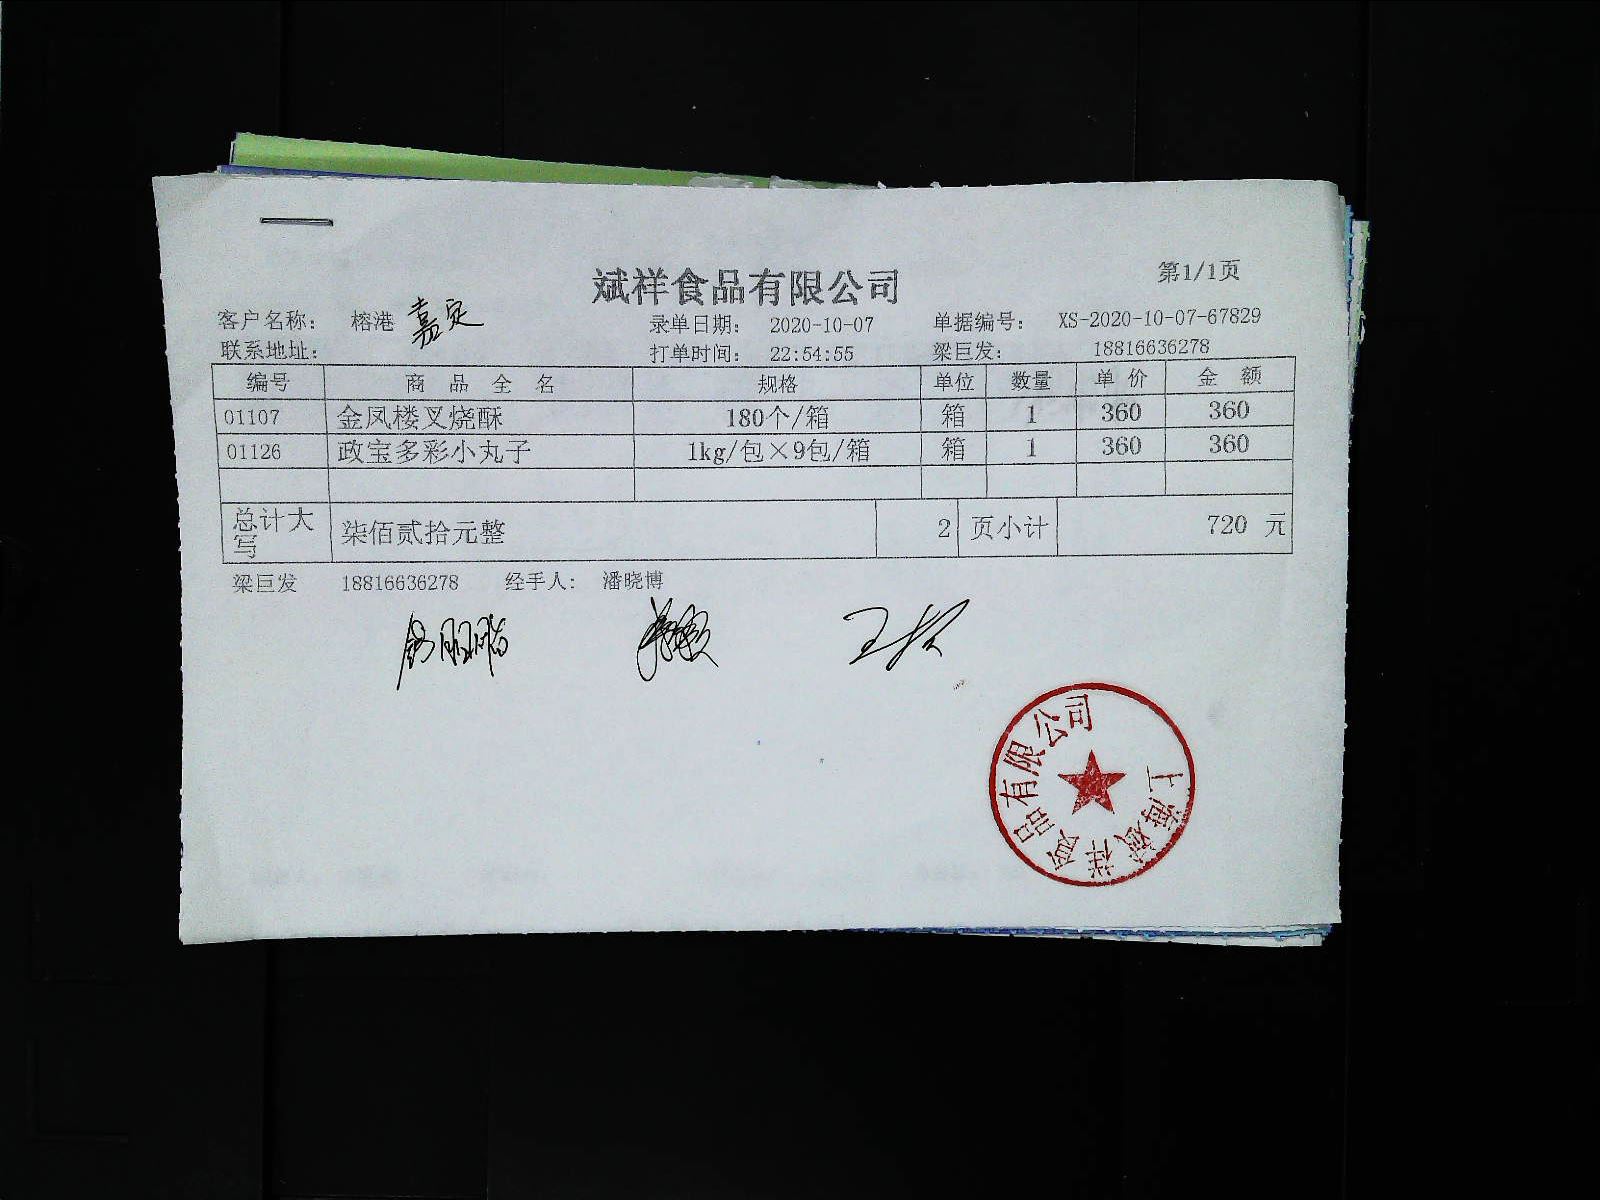 第1/1页
斌祥食品有限公司
客户名称： 榕港 嘉定 录单日期： 2020-10-07 单据编号： XS-2020-10-07-67829
联系地址： 打单时间： 22:54:55 梁巨发： 18816636278
编号 商品全名 规格 单位 数量 单价 金额
01107 金凤楼叉烧酥 180个/箱 箱 1 360 360
01126 政宝多彩小丸子 1kg/包×9包/箱 箱 1 360 360
总计大写 柒佰贰拾元整 2 页小计 720 元
梁巨发 18816636278 经手人： 潘晓博
上海斌祥食品有限公司